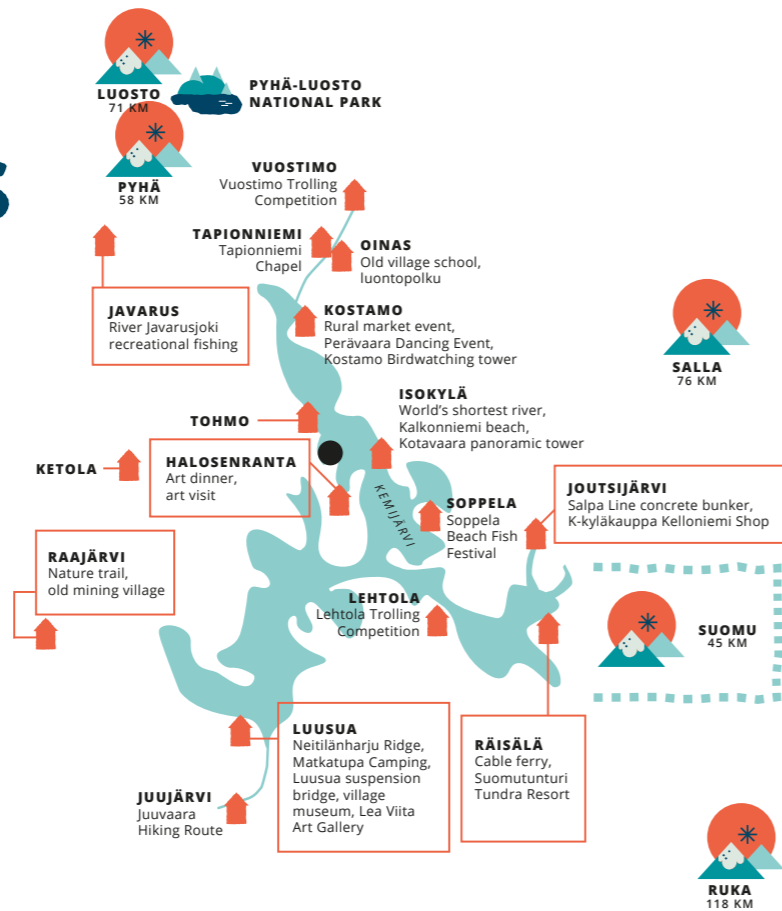 LUOSTO
71 KM
PYHÄ-LUOSTO
NATIONAL PARK
PYHÄ
58 KM
VUOSTIMO
Vuostimo Trolling
Competition
TAPIONNIEMI
Tapionniemi
Chapel
OINAS
Old village school,
luontopolku
JAVARUS
River Javarusjoki
recreational fishing
KOSTAMO
Rural market event,
Perävaara Dancing Event,
Kostamo Birdwatching tower
SALLA
76 KM
ISOKYLÄ
World's shortest river,
Kalkonniemi beach,
Kotavaara panoramic tower
TOHMO
KETOLA
HALOSENRANTA
Art dinner,
art visit
KEMIJÄRVI
SOPPELA
Soppela
Beach Fish
Festival
JOUTSIJÄRVI
Salpa Line concrete bunker,
K-kyläkauppa Kelloniemi Shop
RAAJÄRVI
Nature trail,
old mining village
LEHTOLA
Lehtola Trolling
Competition
SUOMU
45 KM
LUUSUA
Neitilänharju Ridge,
Matkatupa Camping,
Luusua suspension
bridge, village
museum, Lea Viita
Art Gallery
RÄISÄLÄ
Cable ferry,
Suomutunturi
Tundra Resort
JUUJÄRVI
Juuvaara
Hiking Route
RUKA
118 KM